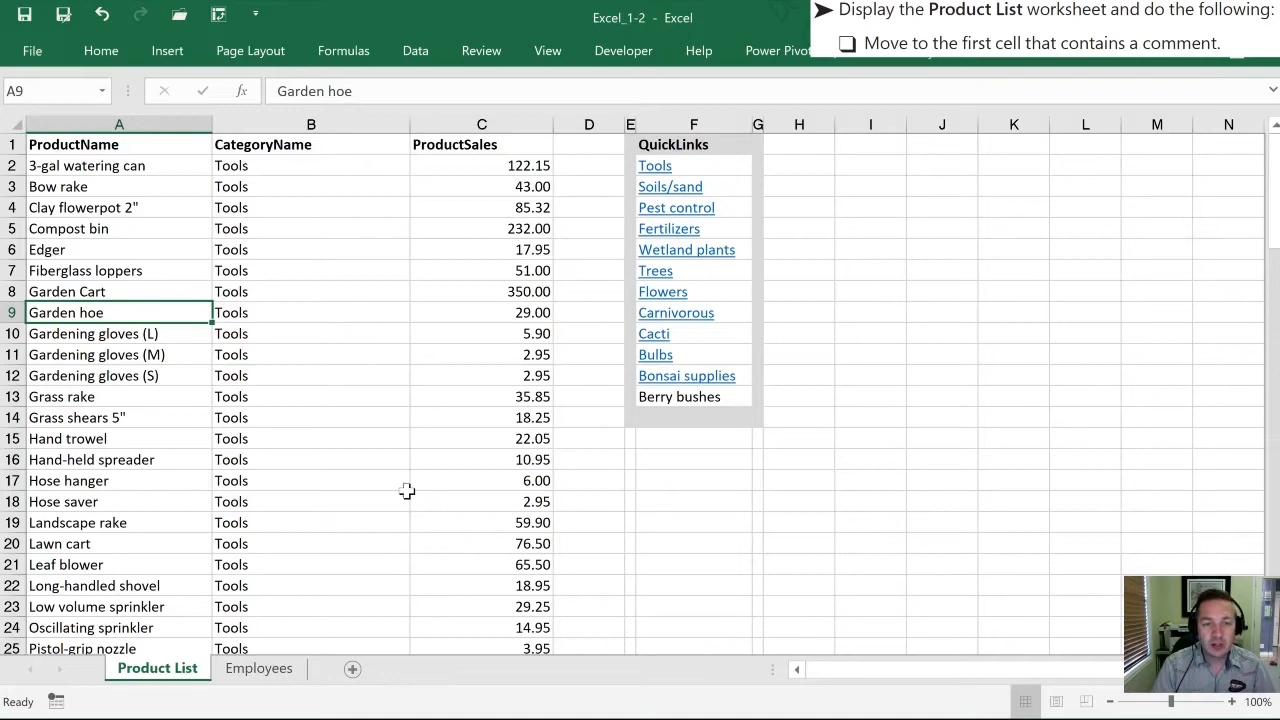 Excel_1-2 - Excel
➤ Display the Product List worksheet and do the following:
❏ Move to the first cell that contains a comment.
File Home Insert Page Layout Formulas Data Review View Developer Help Power Pivot
A9 fx Garden hoe
A B C D E F G H I J K L M N
1 ProductName CategoryName ProductSales QuickLinks
2 3-gal watering can Tools 122.15 Tools
3 Bow rake Tools 43.00 Soils/sand
4 Clay flowerpot 2" Tools 85.32 Pest control
5 Compost bin Tools 232.00 Fertilizers
6 Edger Tools 17.95 Wetland plants
7 Fiberglass loppers Tools 51.00 Trees
8 Garden Cart Tools 350.00 Flowers
9 Garden hoe Tools 29.00 Carnivorous
10 Gardening gloves (L) Tools 5.90 Cacti
11 Gardening gloves (M) Tools 2.95 Bulbs
12 Gardening gloves (S) Tools 2.95 Bonsai supplies
13 Grass rake Tools 35.85 Berry bushes
14 Grass shears 5" Tools 18.25
15 Hand trowel Tools 22.05
16 Hand-held spreader Tools 10.95
17 Hose hanger Tools 6.00
18 Hose saver Tools 2.95
19 Landscape rake Tools 59.90
20 Lawn cart Tools 76.50
21 Leaf blower Tools 65.50
22 Long-handled shovel Tools 18.95
23 Low volume sprinkler Tools 29.25
24 Oscillating sprinkler Tools 14.95
25 Pistol-grip nozzle Tools 3.95
Product List Employees
Ready 100%